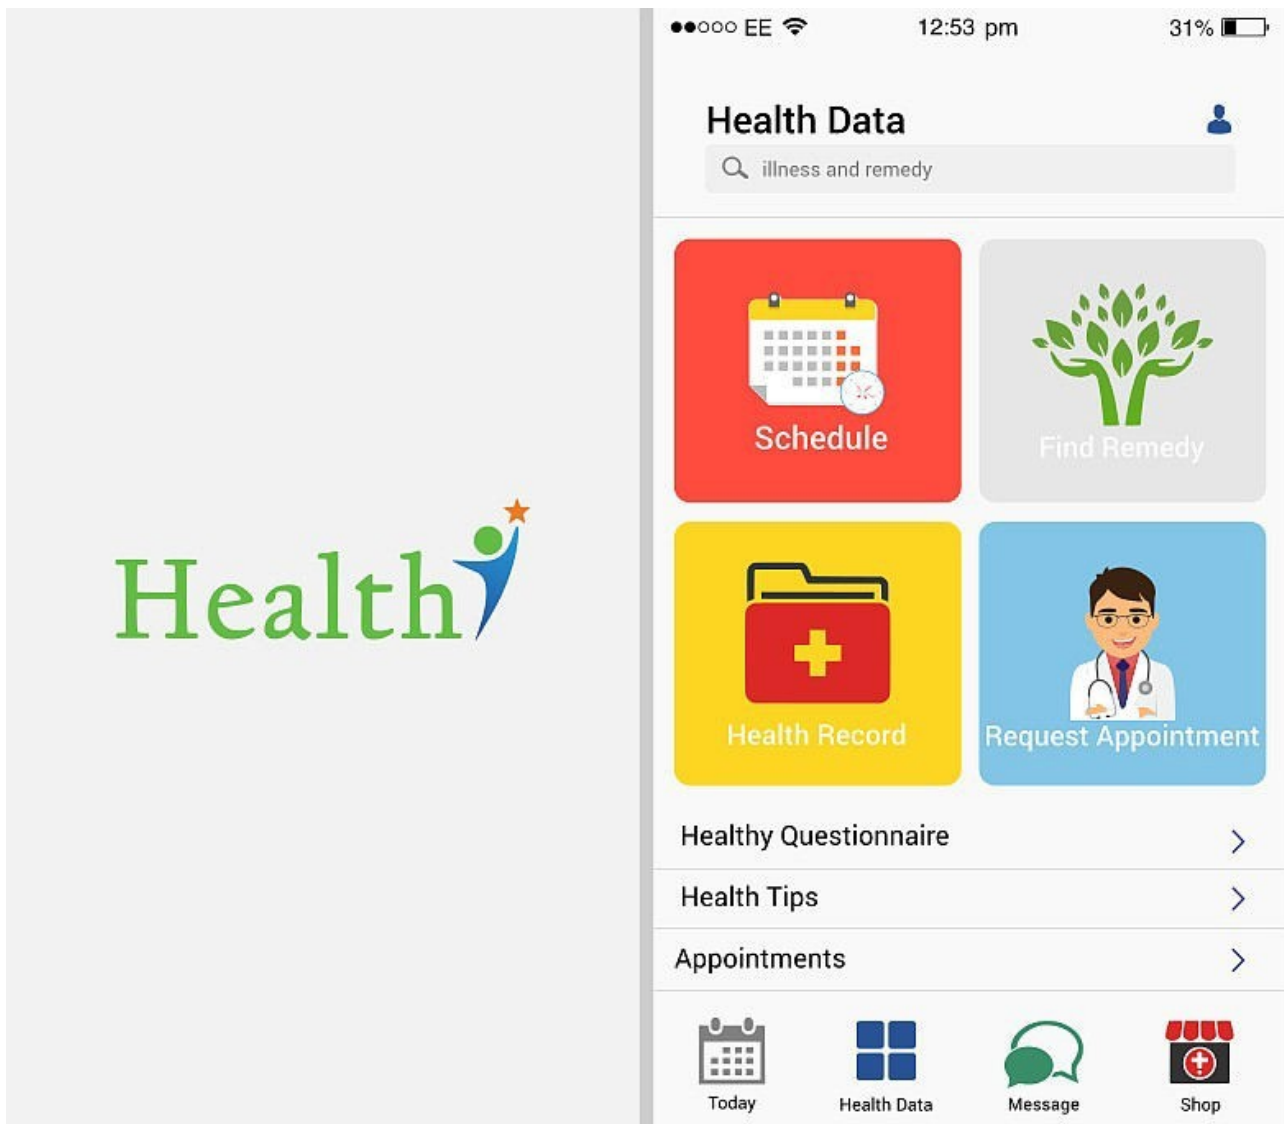 Health
EE 12:53 pm 31%
Health Data
illness and remedy
Schedule
Find Remedy
Health Record
Request Appointment
Healthy Questionnaire
Health Tips
Appointments
Today
Health Data
Message
Shop